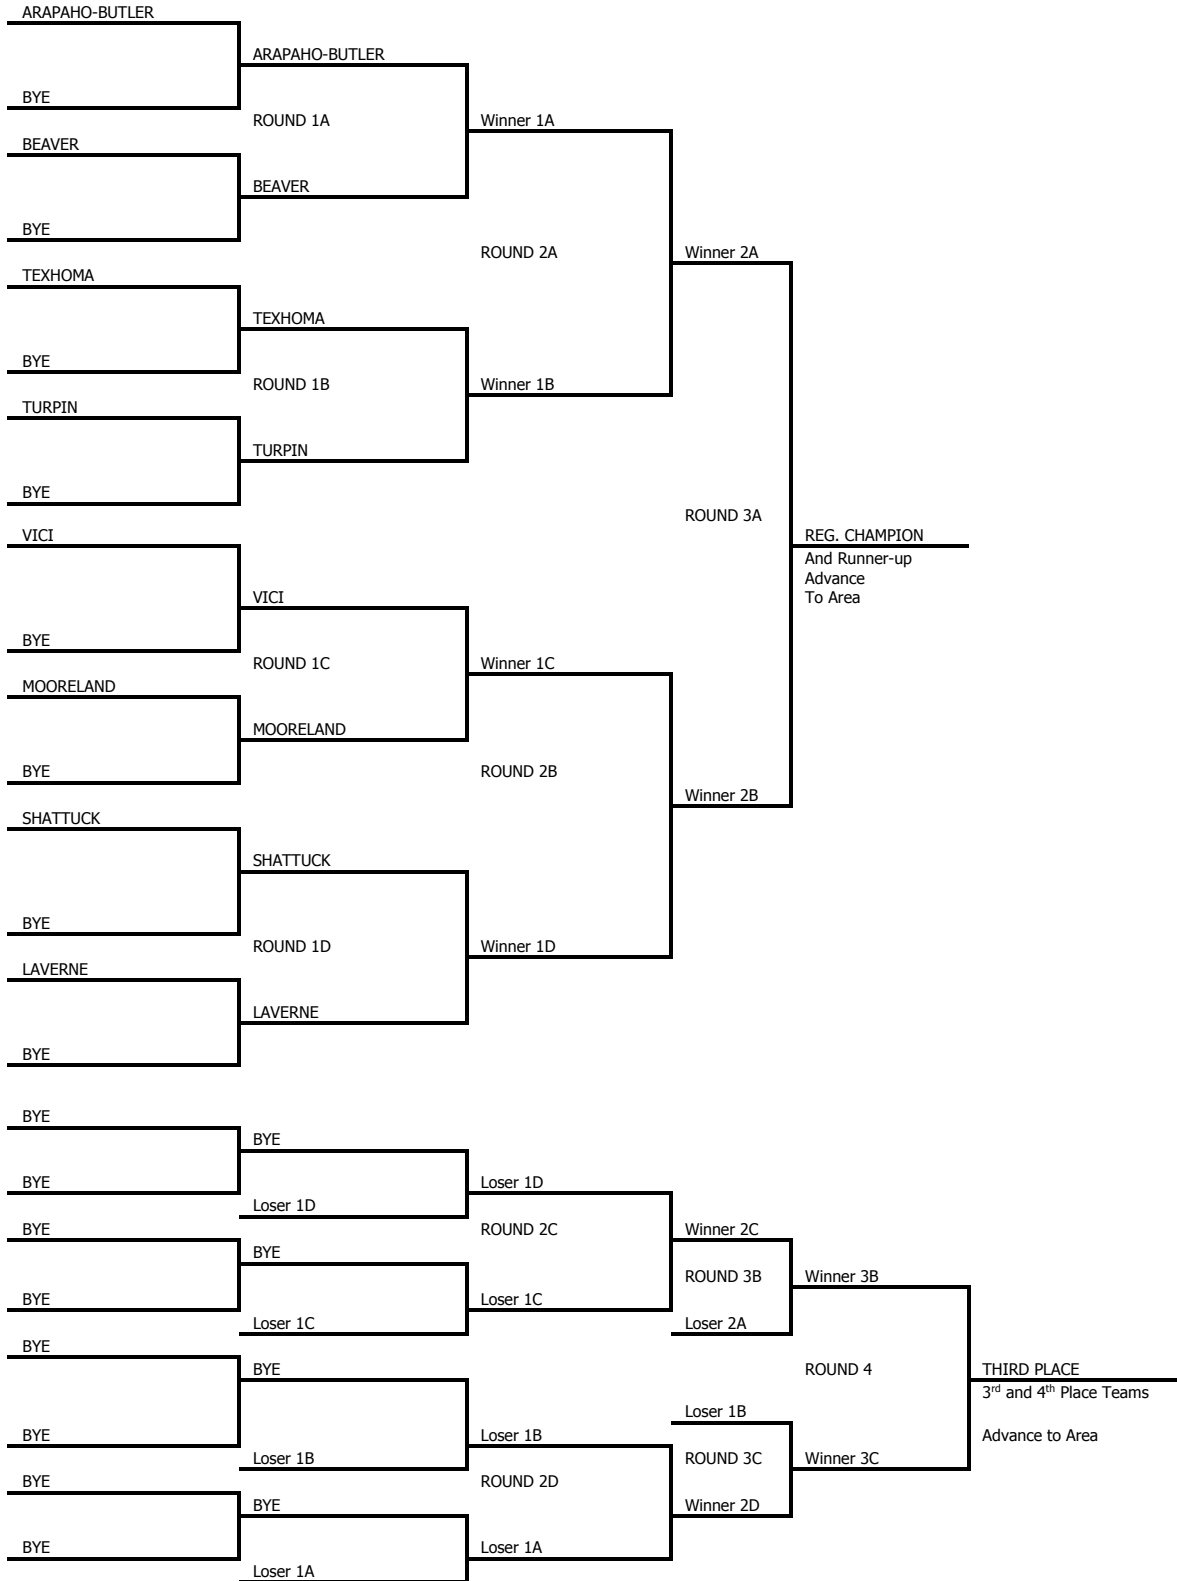 ARAPAHO-BUTLER
ARAPAHO-BUTLER
BYE
ROUND 1A
Winner 1A
BEAVER
BEAVER
BYE
ROUND 2A
Winner 2A
TEXHOMA
TEXHOMA
BYE
ROUND 1B
Winner 1B
TURPIN
TURPIN
BYE
ROUND 3A
VICI
REG. CHAMPION
And Runner-up
Advance
To Area
VICI
BYE
ROUND 1C
Winner 1C
MOORELAND
MOORELAND
BYE
ROUND 2B
Winner 2B
SHATTUCK
SHATTUCK
BYE
ROUND 1D
Winner 1D
LAVERNE
LAVERNE
BYE
BYE
BYE
BYE
Loser 1D
Loser 1D
BYE
ROUND 2C
Winner 2C
BYE
ROUND 3B
Winner 3B
BYE
Loser 1C
Loser 1C
Loser 2A
BYE
BYE
ROUND 4
THIRD PLACE
3rd and 4th Place Teams
Loser 1B
BYE
Loser 1B
Advance to Area
Loser 1B
ROUND 3C
Winner 3C
BYE
ROUND 2D
BYE
Winner 2D
BYE
Loser 1A
Loser 1A